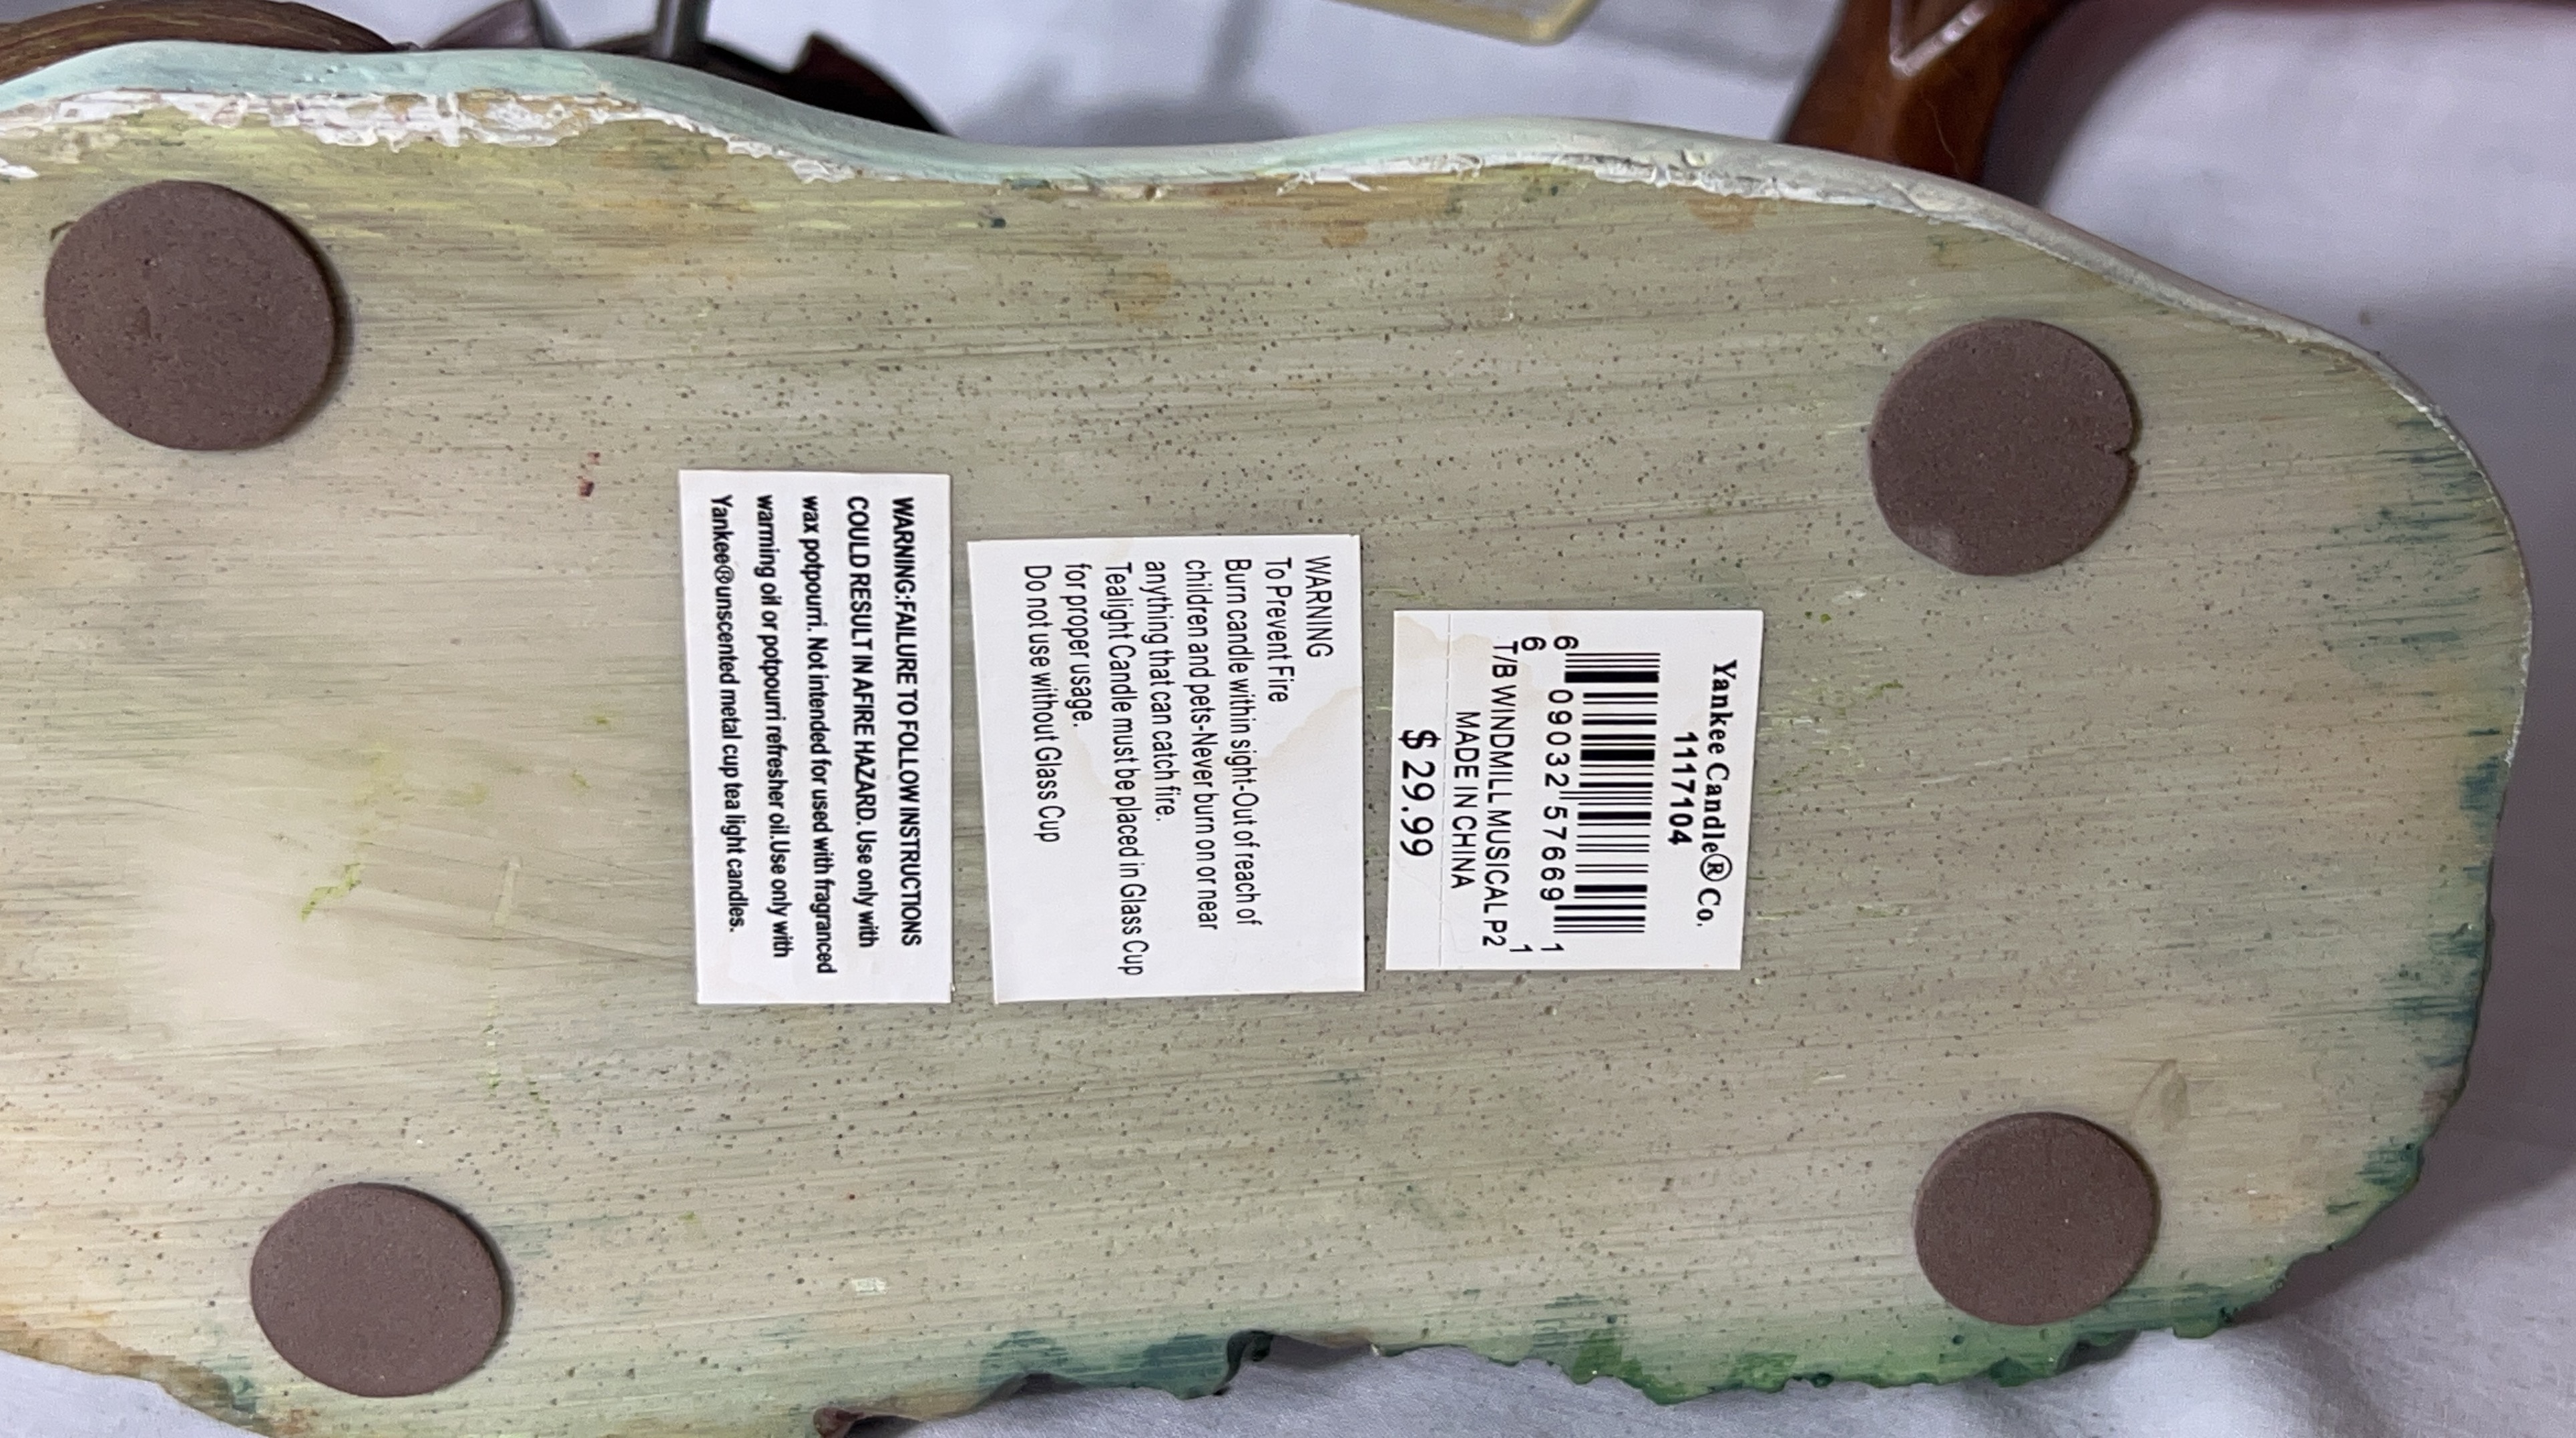 Yankee Candle® Co.
1117104
6 09032 57669 1
6 1
T/B WINDMILL MUSICAL P2
MADE IN CHINA
$ 29.99
WARNING
To Prevent Fire
Burn candle within sight-Out of reach of
children and pets-Never burn on or near
anything that can catch fire.
Tealight Candle must be placed in Glass Cup
for proper usage.
Do not use without Glass Cup
WARNING:FAILURE TO FOLLOW INSTRUCTIONS
COULD RESULT IN A FIRE HAZARD. Use only with
wax potpourri. Not intended for used with fragranced
warming oil or potpourri refresher oil.Use only with
Yankee® unscented metal cup tea light candles.